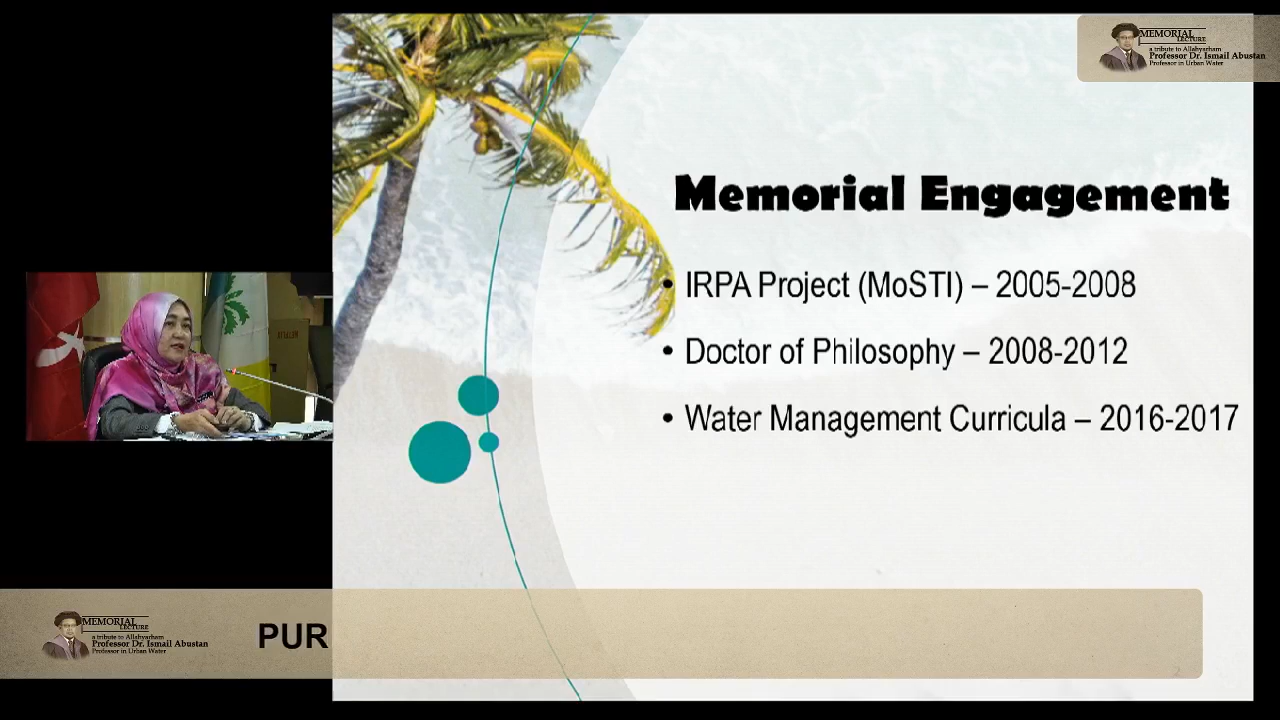 MEMORIAL
LECTURE
a tribute to Allahyarham
Professor Dr. Ismail Abustan
Professor in Urban Water
Memorial Engagement
• IRPA Project (MoSTI) – 2005-2008
• Doctor of Philosophy – 2008-2012
• Water Management Curricula – 2016-2017
MEMORIAL
LECTURE
a tribute to Allahyarham
Professor Dr. Ismail Abustan
Professor in Urban Water
PUR